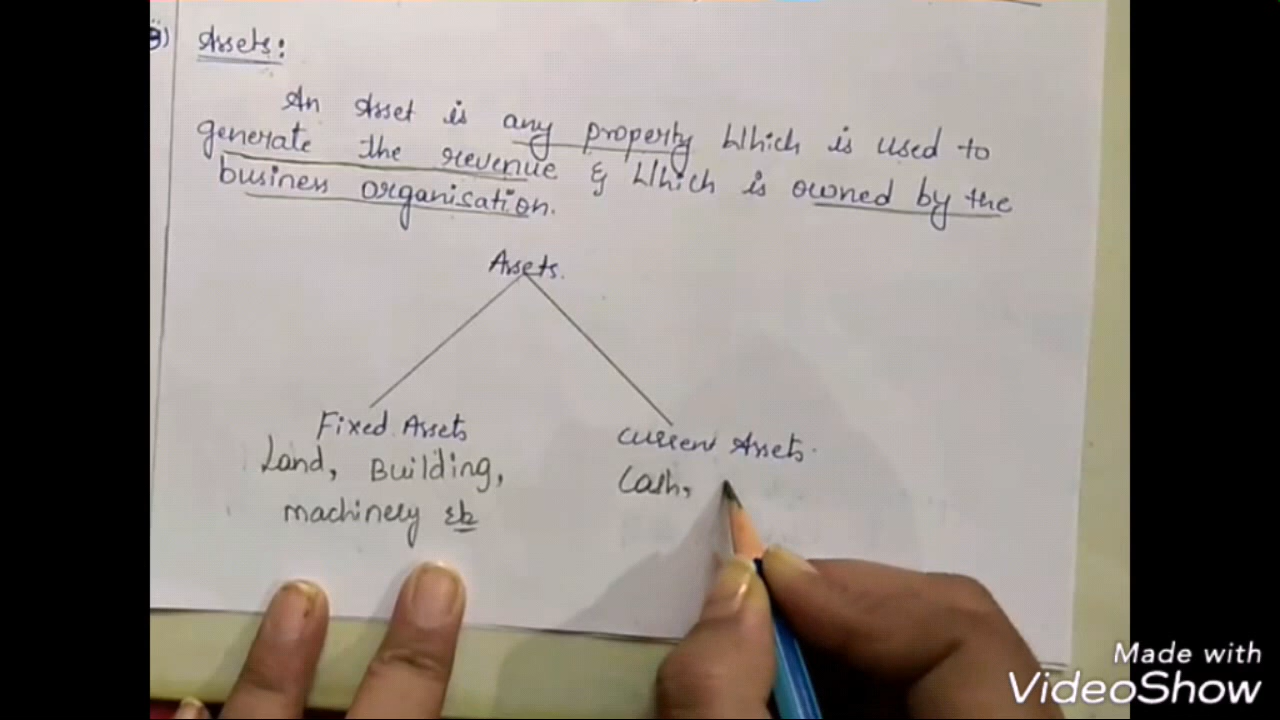 3) Assets:
An Asset is any property Which is used to
generate the revenue & Which is owned by the
business organisation.
Assets.
Fixed Assets
Land, Building,
machinery etc
Current Assets.
Cash,
Made with
VideoShow